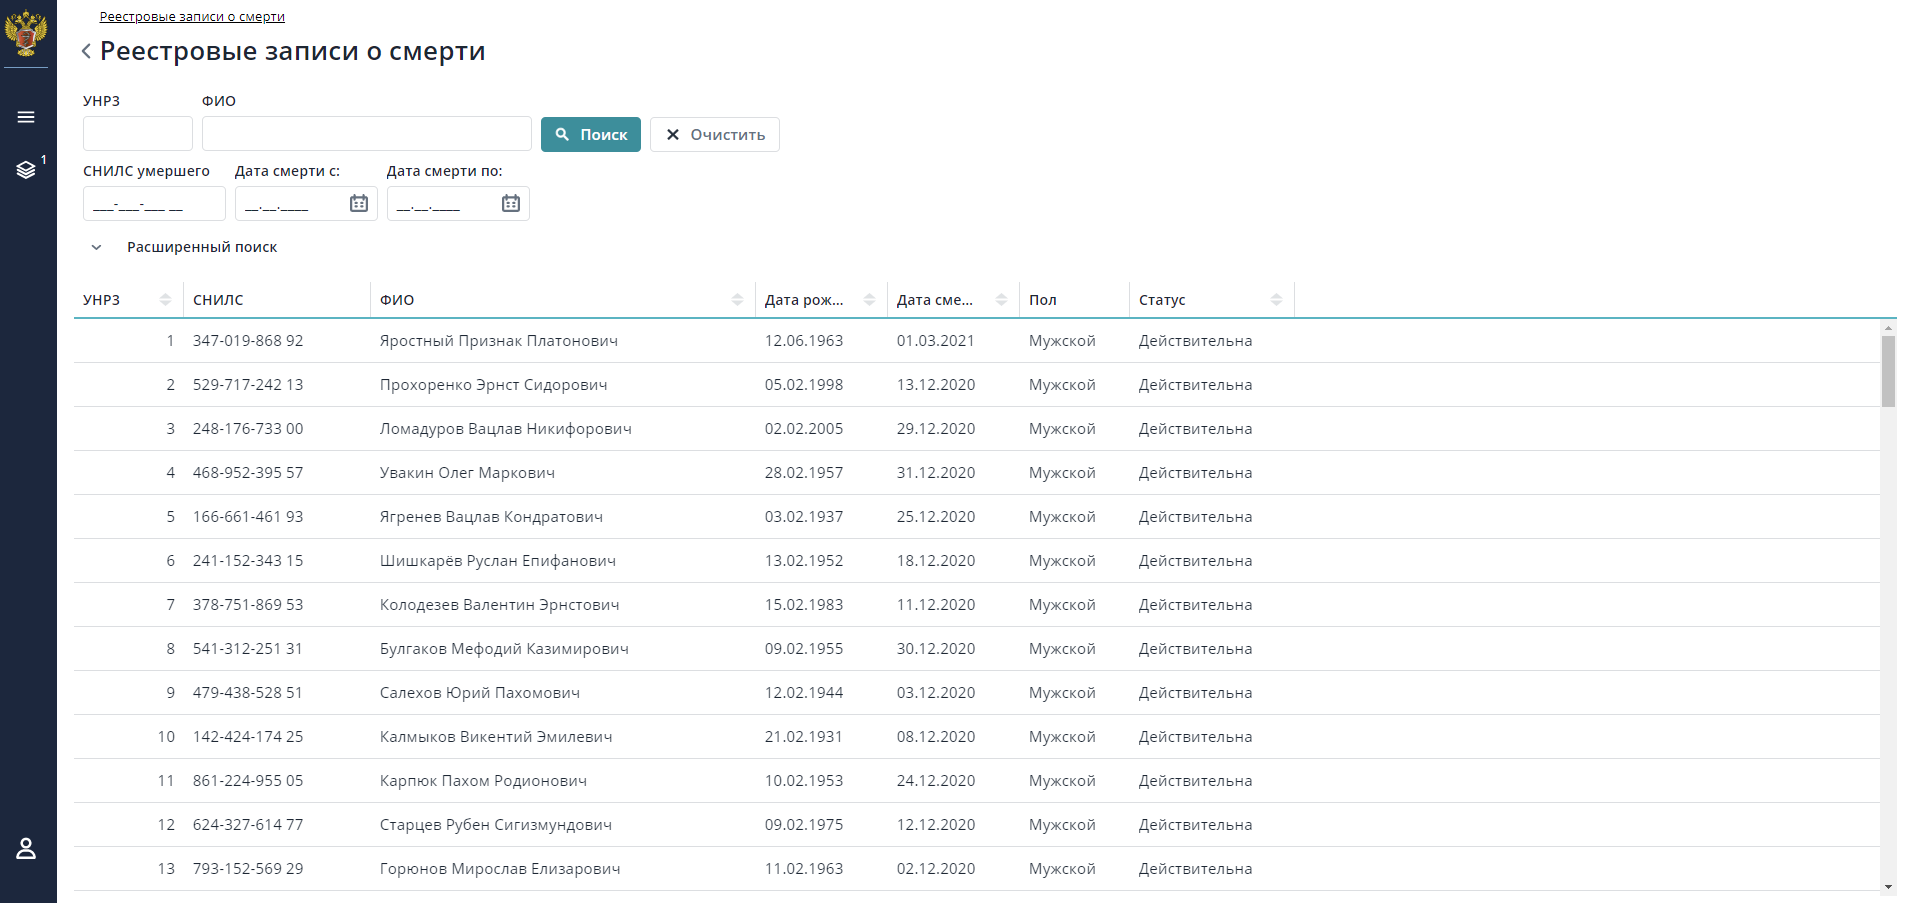 Реестровые записи о смерти
Реестровые записи о смерти
УНРЗ ФИО
Поиск Очистить
1
СНИЛС умершего Дата смерти с: Дата смерти по:
___-___-___ __ __.__.____ __.__.____
Расширенный поиск
УНРЗ СНИЛС ФИО Дата рож... Дата сме... Пол Статус
1 347-019-868 92 Яростный Признак Платонович 12.06.1963 01.03.2021 Мужской Действительна
2 529-717-242 13 Прохоренко Эрнст Сидорович 05.02.1998 13.12.2020 Мужской Действительна
3 248-176-733 00 Ломадуров Вацлав Никифорович 02.02.2005 29.12.2020 Мужской Действительна
4 468-952-395 57 Увакин Олег Маркович 28.02.1957 31.12.2020 Мужской Действительна
5 166-661-461 93 Ягренев Вацлав Кондратович 03.02.1937 25.12.2020 Мужской Действительна
6 241-152-343 15 Шишкарёв Руслан Епифанович 13.02.1952 18.12.2020 Мужской Действительна
7 378-751-869 53 Колодезев Валентин Эрнстович 15.02.1983 11.12.2020 Мужской Действительна
8 541-312-251 31 Булгаков Мефодий Казимирович 09.02.1955 30.12.2020 Мужской Действительна
9 479-438-528 51 Салехов Юрий Пахомович 12.02.1944 03.12.2020 Мужской Действительна
10 142-424-174 25 Калмыков Викентий Эмилевич 21.02.1931 08.12.2020 Мужской Действительна
11 861-224-955 05 Карпюк Пахом Родионович 10.02.1953 24.12.2020 Мужской Действительна
12 624-327-614 77 Старцев Рубен Сигизмундович 09.02.1975 12.12.2020 Мужской Действительна
13 793-152-569 29 Горюнов Мирослав Елизарович 11.02.1963 02.12.2020 Мужской Действительна